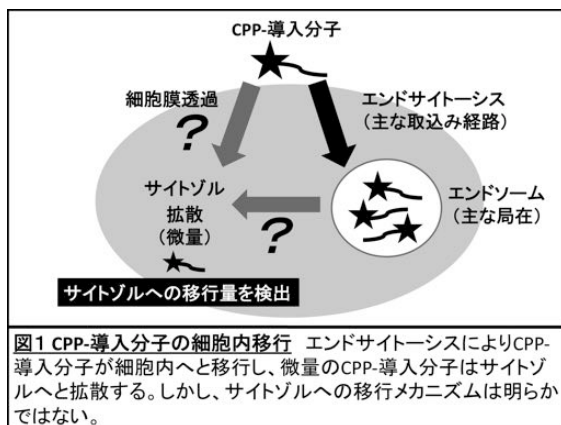 CPP-導入分子
細胞膜透過
エンドサイトーシス
(主な取込み経路)
?
サイトゾル
拡散
(微量)
?
エンドソーム
(主な局在)
サイトゾルへの移行量を検出
図1 CPP-導入分子の細胞内移行 エンドサイトーシスによりCPP-
導入分子が細胞内へと移行し、微量のCPP-導入分子はサイトゾ
ルへと拡散する。しかし、サイトゾルへの移行メカニズムは明らか
ではない。